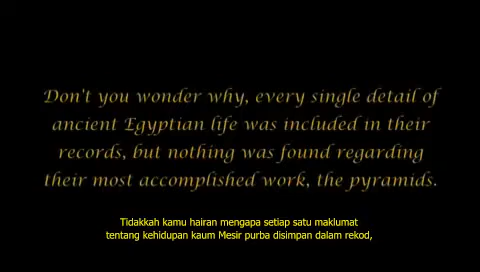 Don't you wonder why, every single detail of
ancient Egyptian life was included in their
records, but nothing was found regarding
their most accomplished work, the pyramids.
Tidakkah kamu hairan mengapa setiap satu maklumat
tentang kehidupan kaum Mesir purba disimpan dalam rekod,